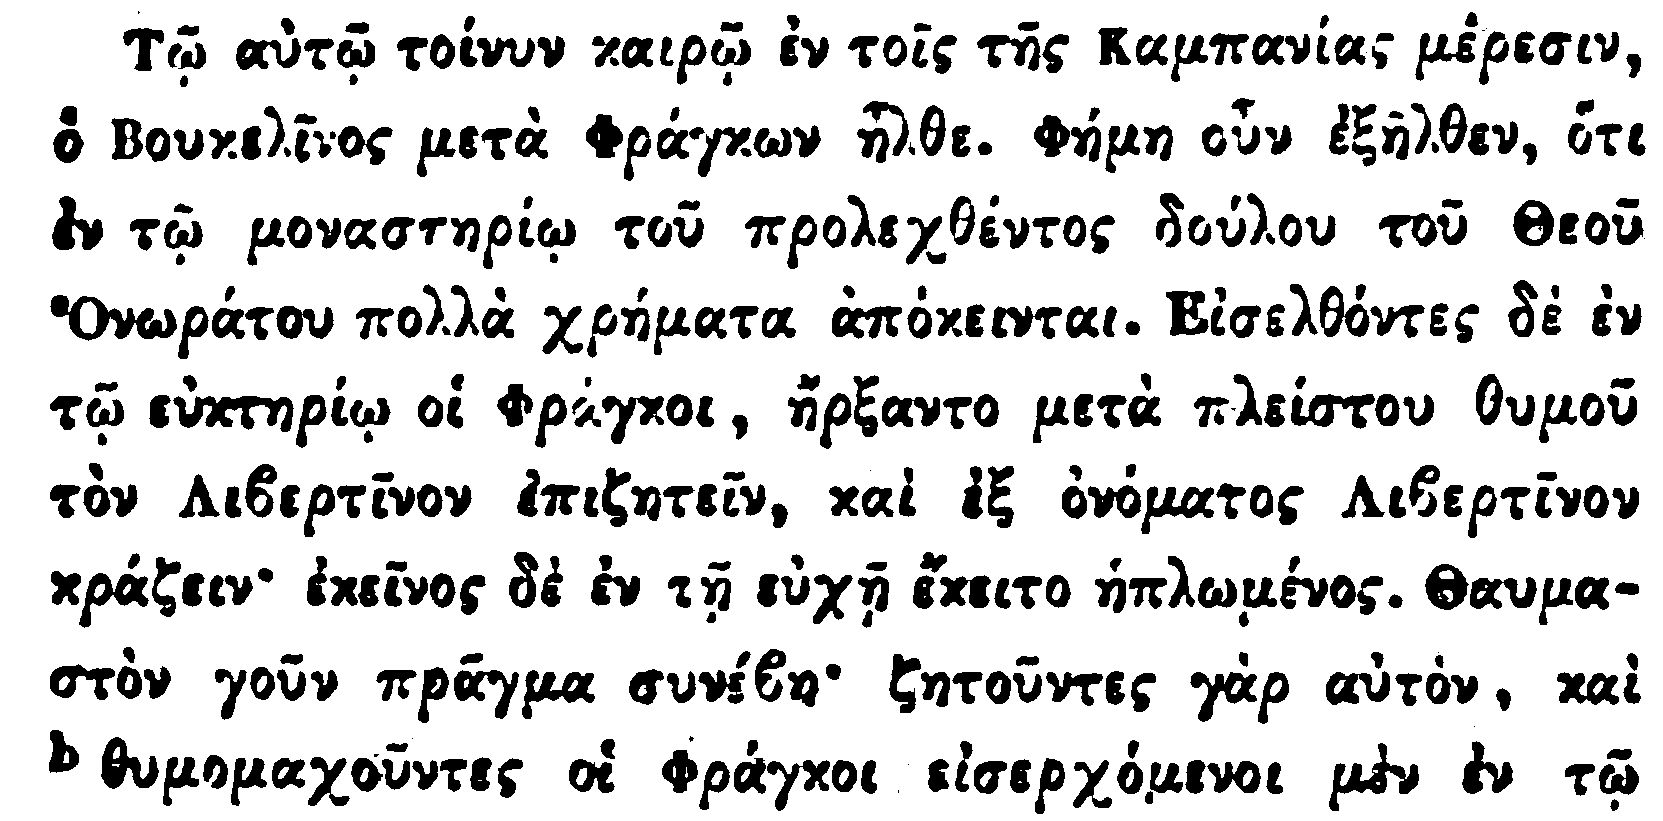 Τῷ αὐτῷ τοίνυν καιρῷ ἐν τοῖς τῆς Καμπανίας μέρεσιν,
ὁ Βουκελῖνος μετὰ Φράγκων ἦλθε. Φήμη οὖν ἐξῆλθεν, ὅτι
ἐν τῷ μοναστηρίῳ τοῦ προλεχθέντος δούλου τοῦ Θεοῦ
Ὁνωράτου πολλὰ χρήματα ἀπόκεινται. Εἰσελθόντες δὲ ἐν
τῷ εὐκτηρίῳ οἱ Φράγκοι, ἤρξαντο μετὰ πλείστου θυμοῦ
τὸν Λιϐερτῖνον ἐπιζητεῖν, καὶ ἐξ ὀνόματος Λιϐερτῖνον
κράζειν· ἐκεῖνος δὲ ἐν τῇ εὐχῇ ἔκειτο ἡπλωμένος. Θαυμα-
στὸν γοῦν πρᾶγμα συνέϐη· ζητοῦντες γὰρ αὐτὸν, καὶ
b θυμομαχοῦντες οἱ Φράγκοι εἰσερχόμενοι μὲν ἐν τῷ